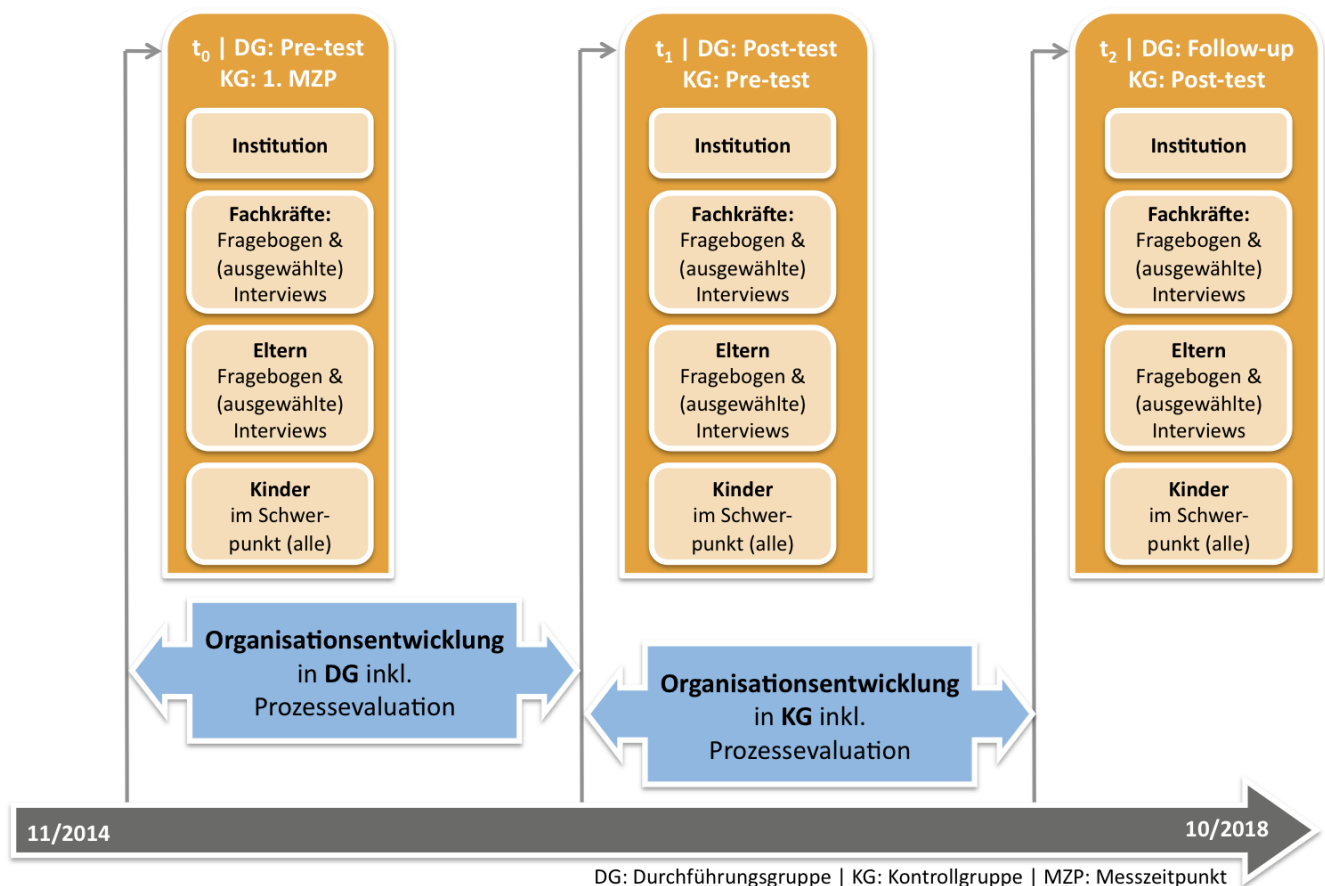 t₀ | DG: Pre-test
KG: 1. MZP
Institution
Fachkräfte:
Fragebogen &
(ausgewählte)
Interviews
Eltern
Fragebogen &
(ausgewählte)
Interviews
Kinder
im Schwer-
punkt (alle)
t₁ | DG: Post-test
KG: Pre-test
Institution
Fachkräfte:
Fragebogen &
(ausgewählte)
Interviews
Eltern
Fragebogen &
(ausgewählte)
Interviews
Kinder
im Schwer-
punkt (alle)
t₂ | DG: Follow-up
KG: Post-test
Institution
Fachkräfte:
Fragebogen &
(ausgewählte)
Interviews
Eltern
Fragebogen &
(ausgewählte)
Interviews
Kinder
im Schwer-
punkt (alle)
Organisationsentwicklung
in DG inkl.
Prozessevaluation
Organisationsentwicklung
in KG inkl.
Prozessevaluation
11/2014
10/2018
DG: Durchführungsgruppe | KG: Kontrollgruppe | MZP: Messzeitpunkt